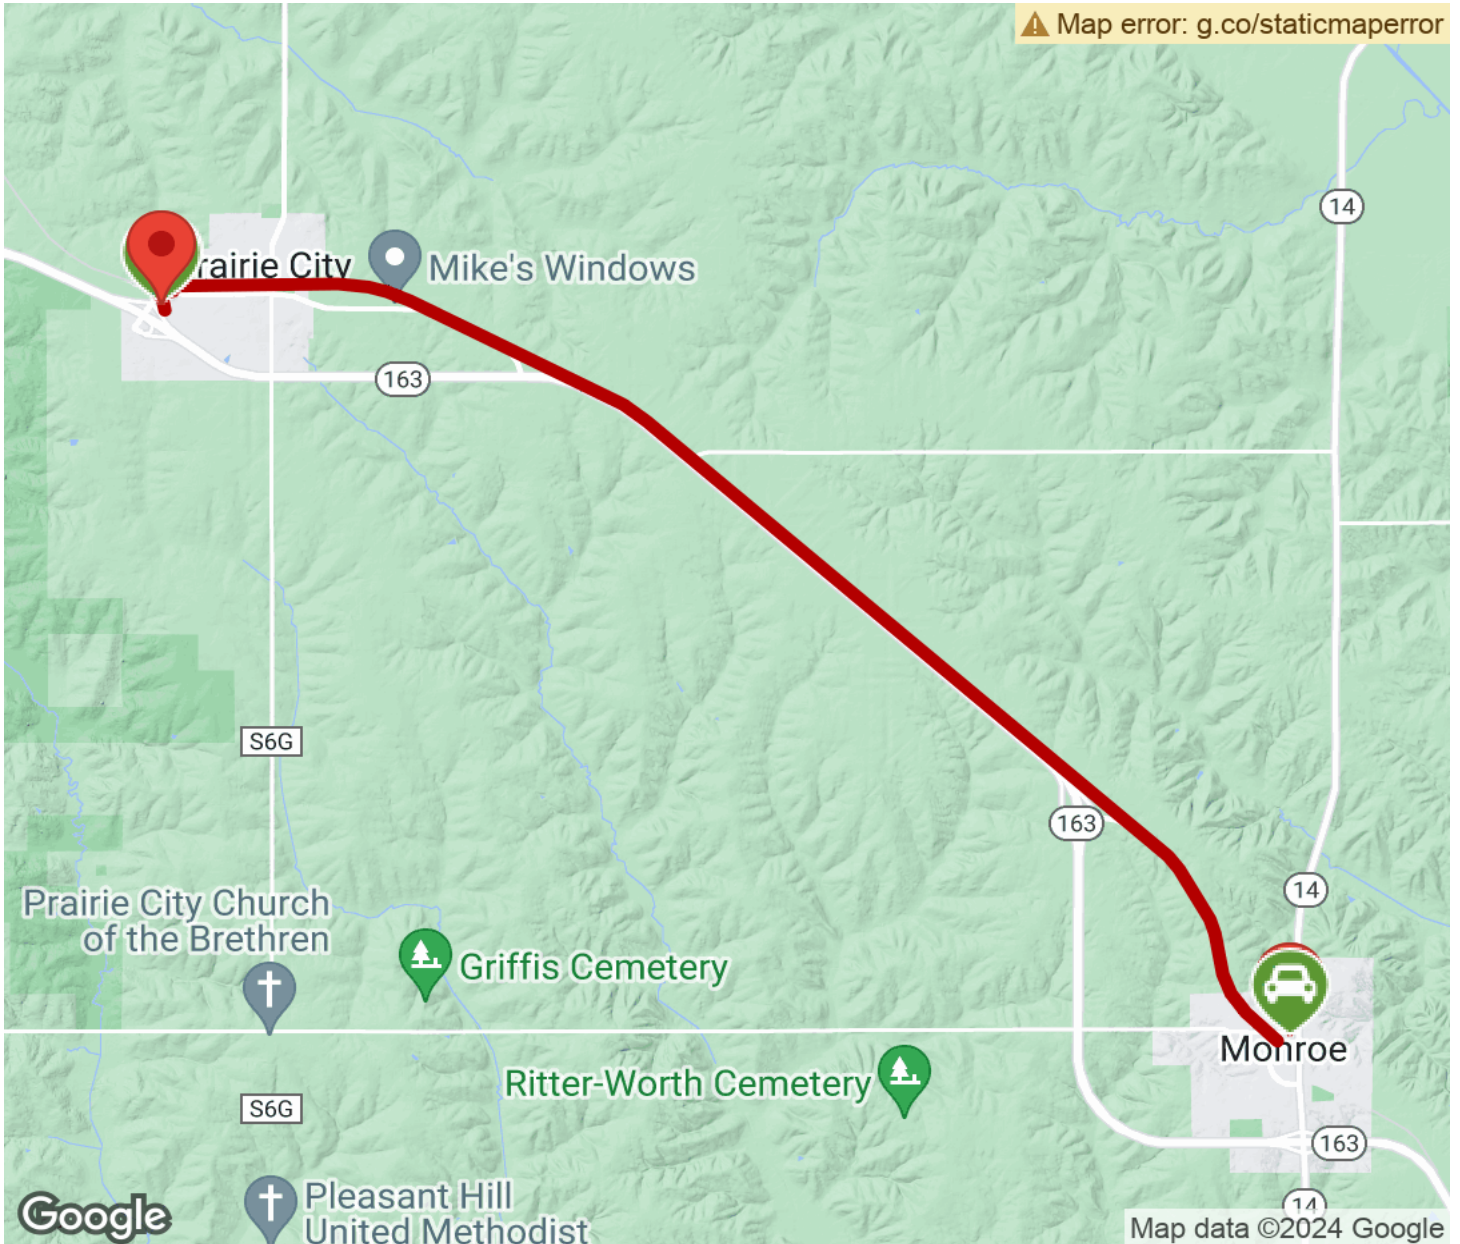 Map error: g.co/staticmaperror
14
rairie City
Mike's Windows
163
S6G
163
14
Prairie City Church
of the Brethren
Griffis Cemetery
Monroe
Ritter-Worth Cemetery
S6G
163
Pleasant Hill
United Methodist
14
Google
Map data ©2024 Google